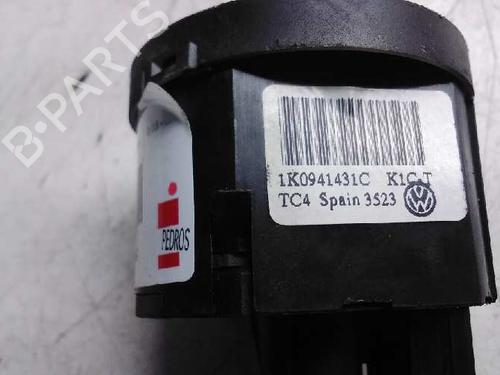 B-PARTS
1K0941431C K1C-T
TC4 Spain 3523
PEDROS